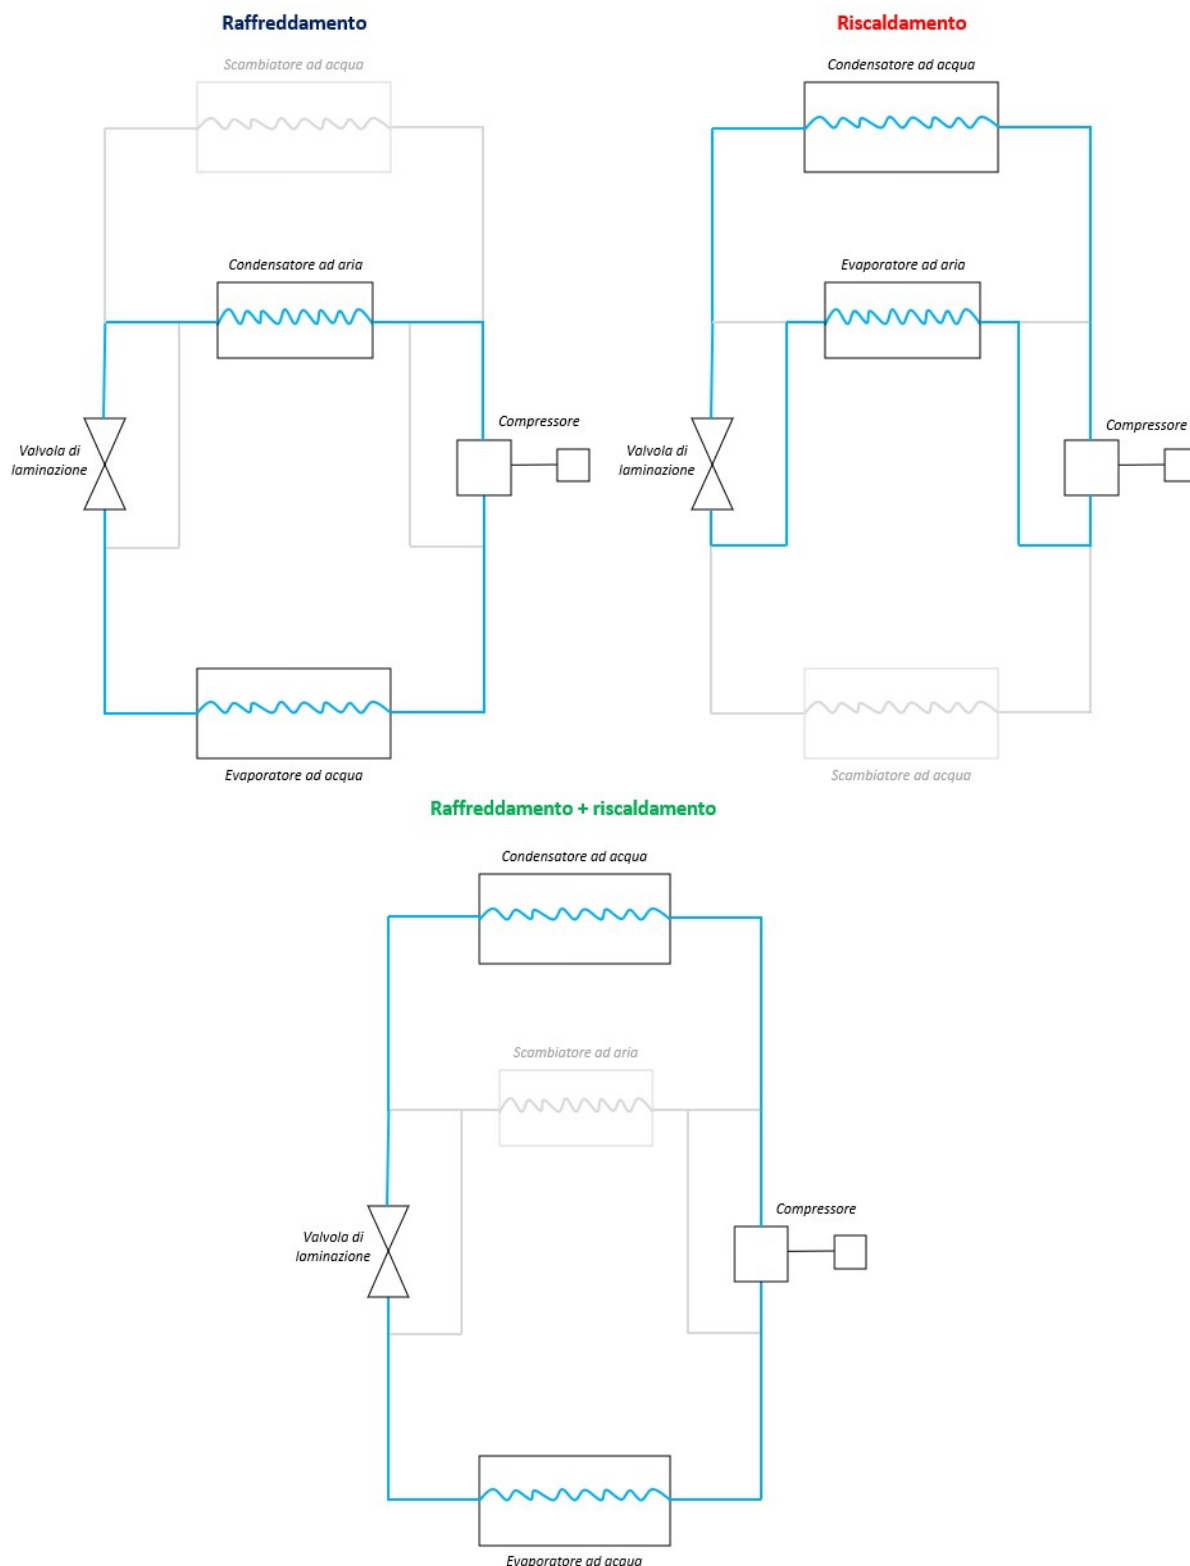 Raffreddamento
Scambiatore ad acqua
Condensatore ad aria
Compressore
Valvola di
laminazione
Evaporatore ad acqua
Riscaldamento
Condensatore ad acqua
Evaporatore ad aria
Compressore
Valvola di
laminazione
Scambiatore ad acqua
Raffreddamento + riscaldamento
Condensatore ad acqua
Scambiatore ad aria
Compressore
Valvola di
laminazione
Evaporatore ad acqua